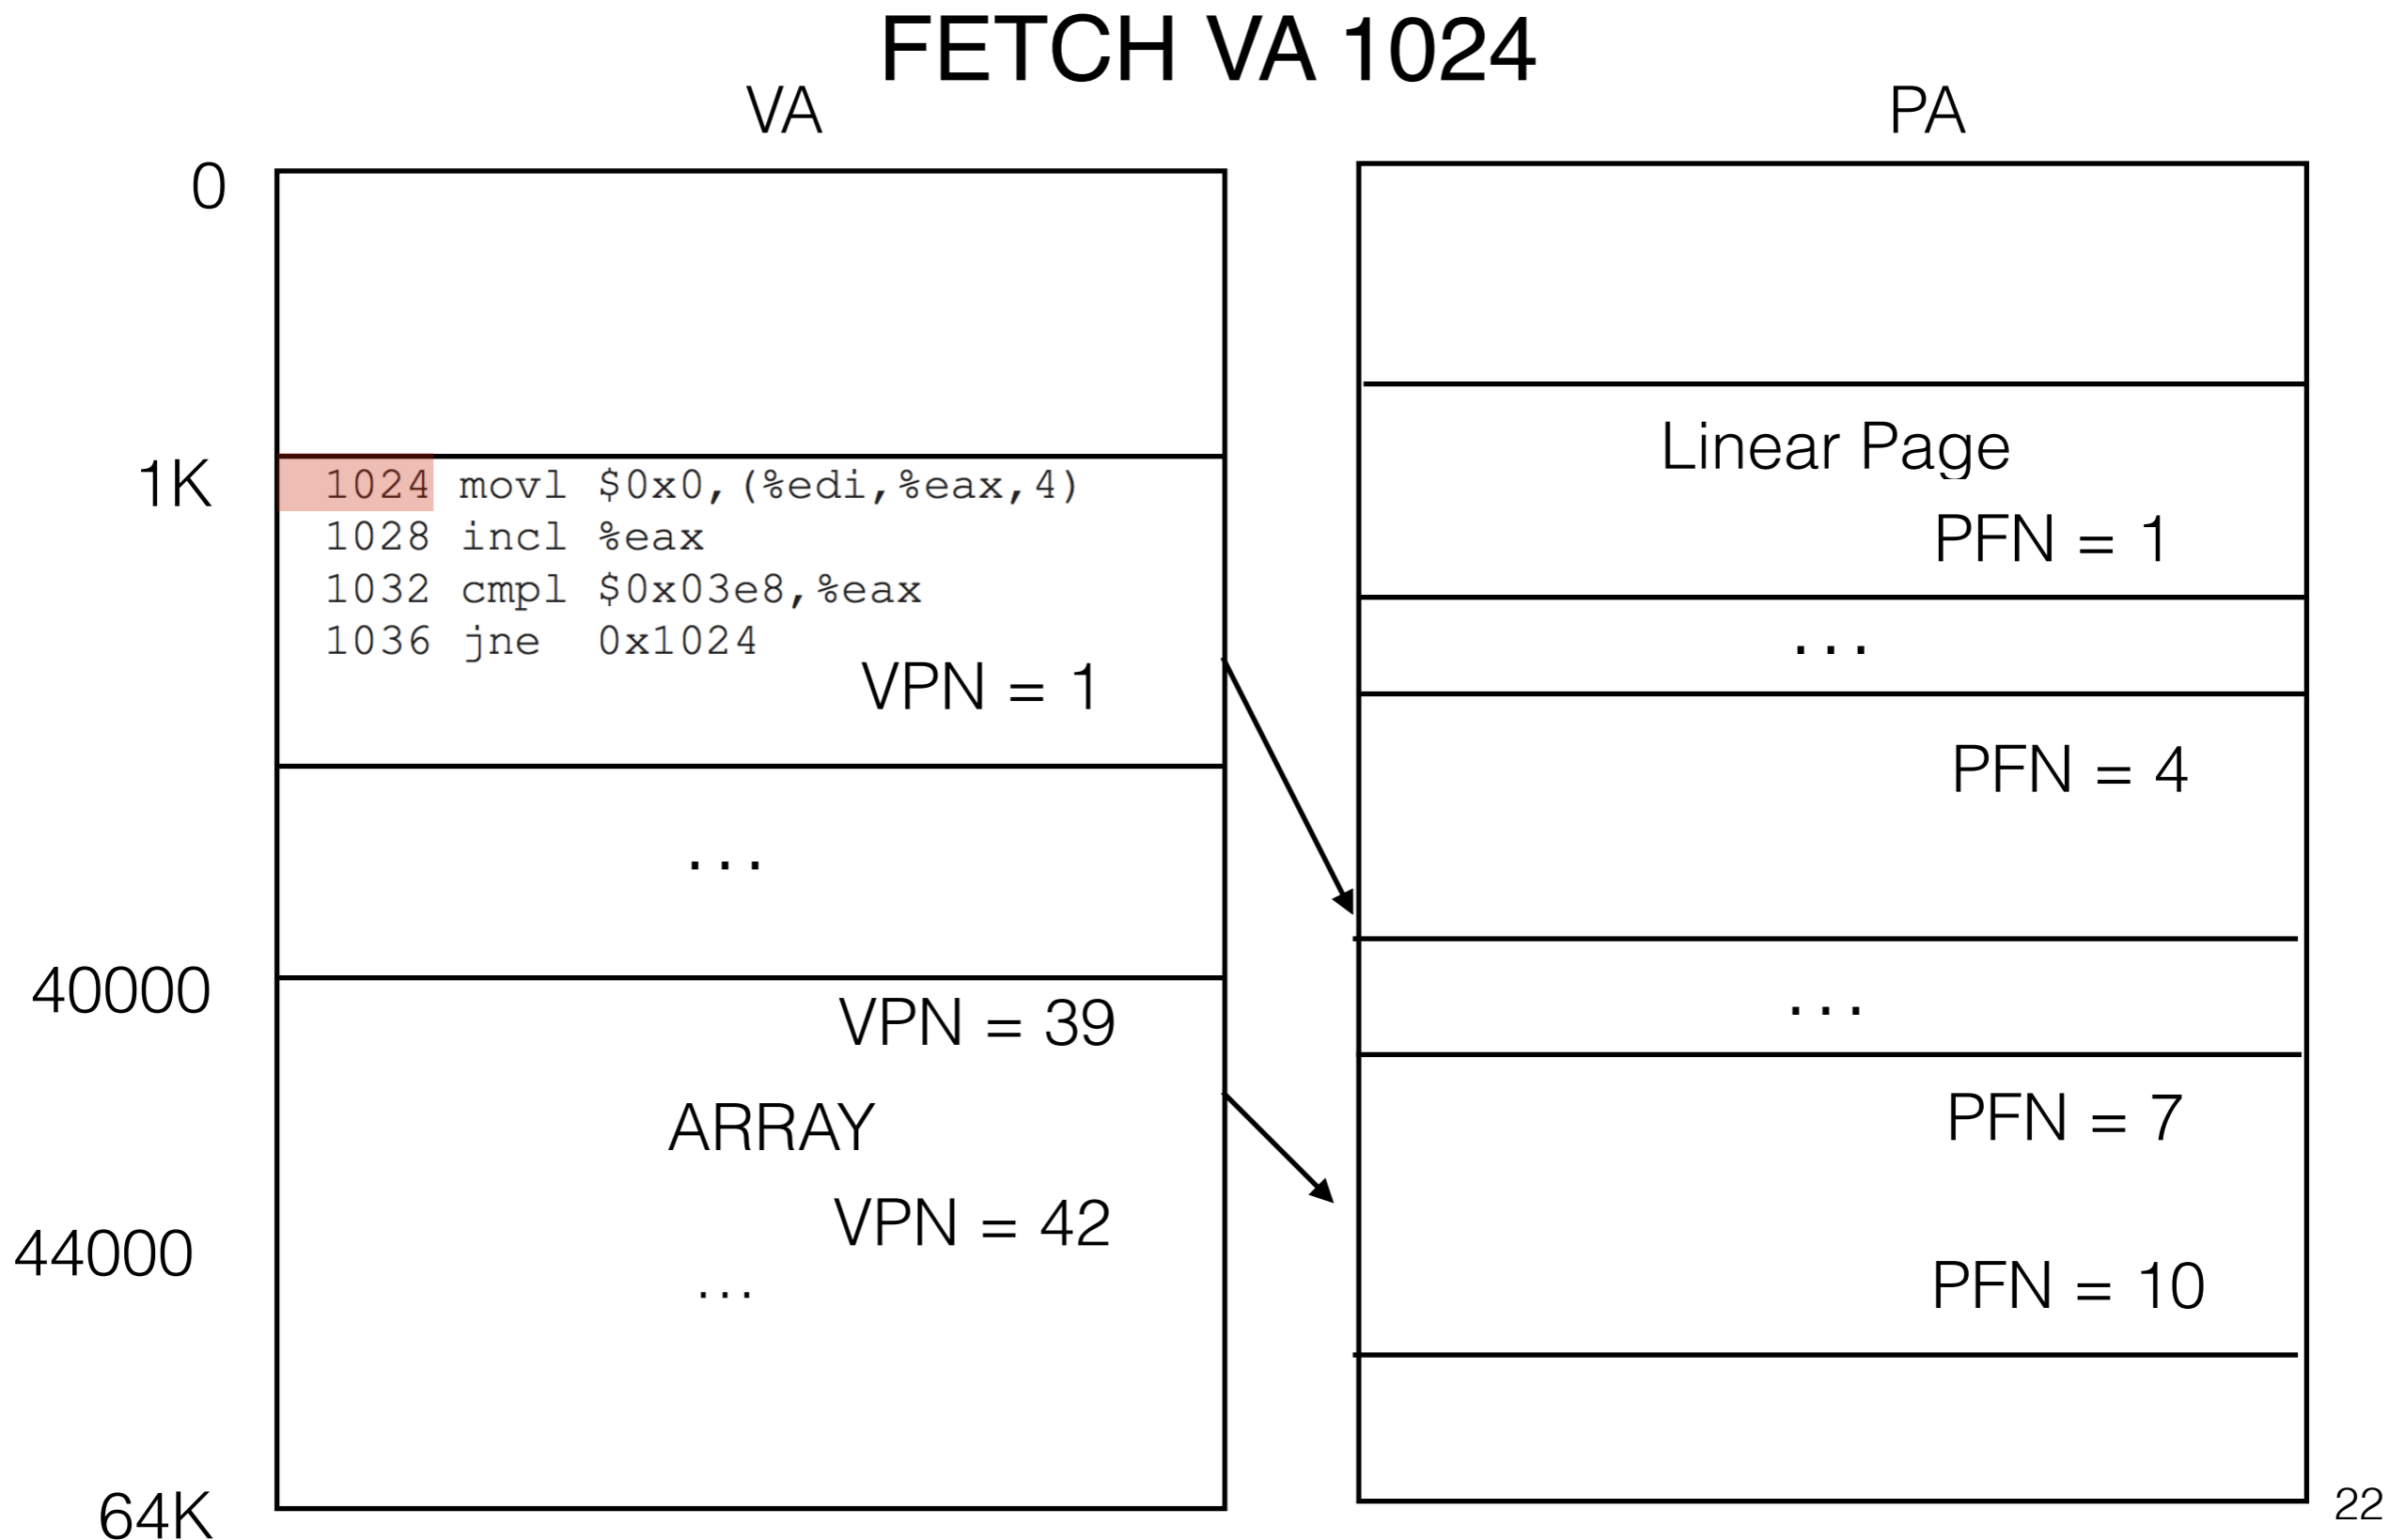 FETCH VA 1024
VA
0
1K
1024 movl $0x0,(%edi,%eax,4)
1028 incl %eax
1032 cmpl $0x03e8,%eax
1036 jne 0x1024
VPN = 1
...
40000
VPN = 39
ARRAY
VPN = 42
44000
...
64K
PA
Linear Page
PFN = 1
...
PFN = 4
...
PFN = 7
PFN = 10
22